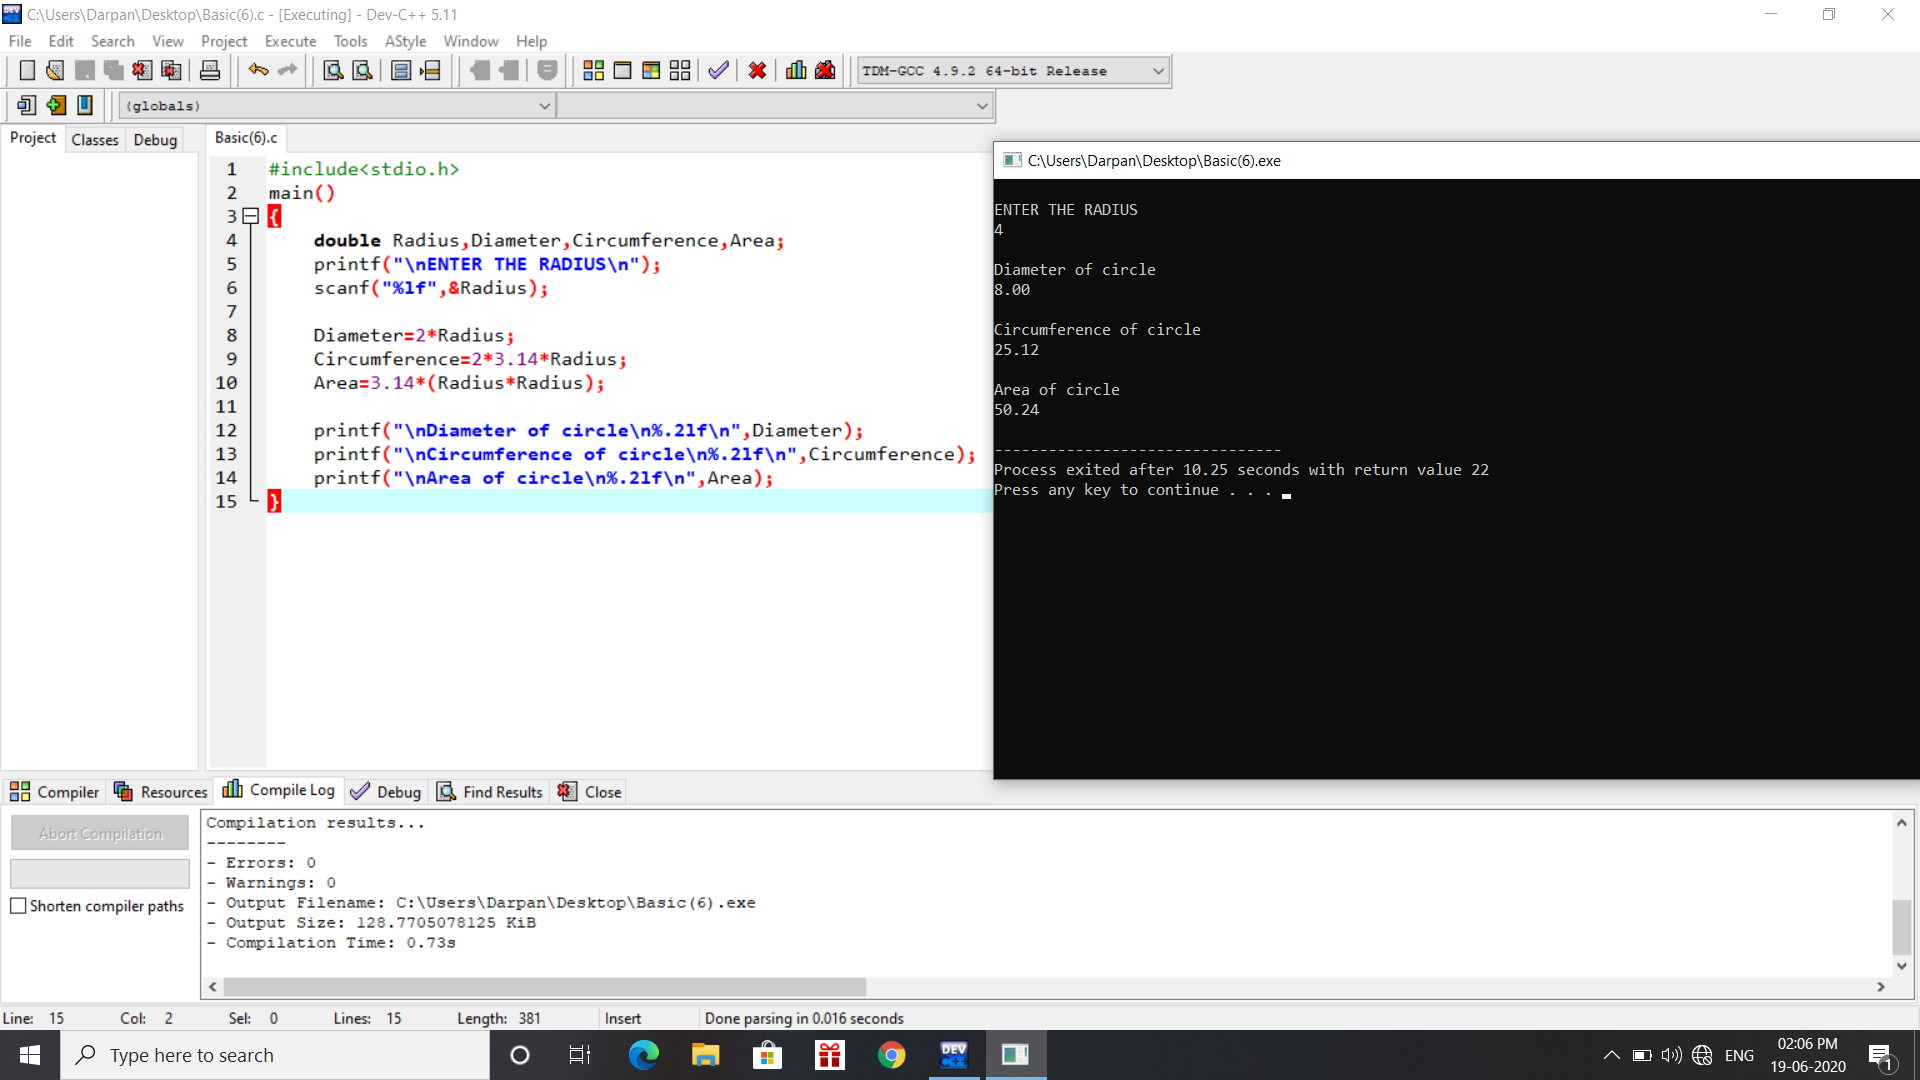 C:\Users\Darpan\Desktop\Basic(6).c - [Executing] - Dev-C++ 5.11
File Edit Search View Project Execute Tools AStyle Window Help
TDM-GCC 4.9.2 64-bit Release
(globals)
Project Classes Debug
Basic(6).c
1 #include<stdio.h>
2 main()
3 {
4 double Radius,Diameter,Circumference,Area;
5 printf("\nENTER THE RADIUS\n");
6 scanf("%lf",&Radius);
7
8 Diameter=2*Radius;
9 Circumference=2*3.14*Radius;
10 Area=3.14*(Radius*Radius);
11
12 printf("\nDiameter of circle\n%.2lf\n",Diameter);
13 printf("\nCircumference of circle\n%.2lf\n",Circumference);
14 printf("\nArea of circle\n%.2lf\n",Area);
15 }
C:\Users\Darpan\Desktop\Basic(6).exe
ENTER THE RADIUS
4
Diameter of circle
8.00
Circumference of circle
25.12
Area of circle
50.24
--------------------------------
Process exited after 10.25 seconds with return value 22
Press any key to continue . . .
Compiler Resources Compile Log Debug Find Results Close
Abort Compilation
Shorten compiler paths
Compilation results...
--------
- Errors: 0
- Warnings: 0
- Output Filename: C:\Users\Darpan\Desktop\Basic(6).exe
- Output Size: 128.7705078125 KiB
- Compilation Time: 0.73s
Line: 15 Col: 2 Sel: 0 Lines: 15 Length: 381 Insert Done parsing in 0.016 seconds
Type here to search
DEV C++
ENG
02:06 PM
19-06-2020
1